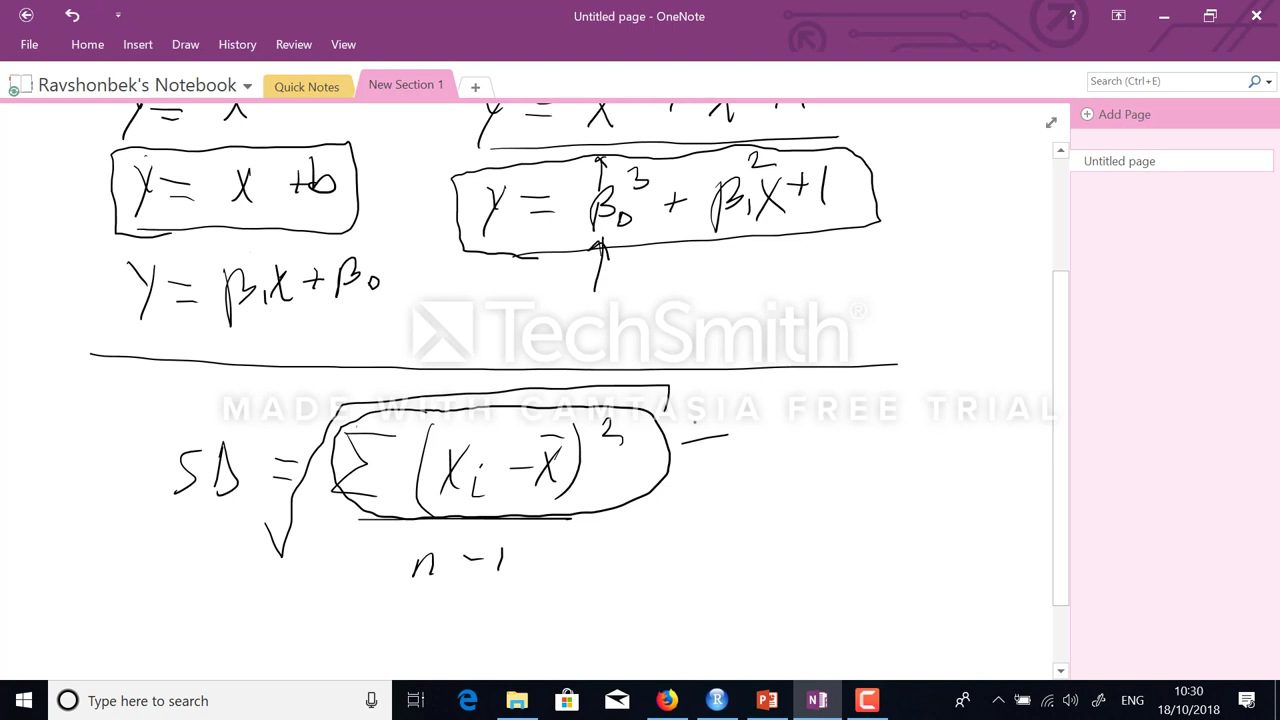 Untitled page - OneNote
File Home Insert Draw History Review View
Ravshonbek's Notebook Quick Notes New Section 1 +
Search (Ctrl+E)
Add Page
Untitled page
y = x
y = x + b
y = β₀³ + β₁²x + 1
y = β₁x + β₀
TechSmith®
MADE WITH CAMTASIA FREE TRIAL
SD = √ Σ (xᵢ - x̄)²
n - 1
Type here to search
ENG
10:30
18/10/2018